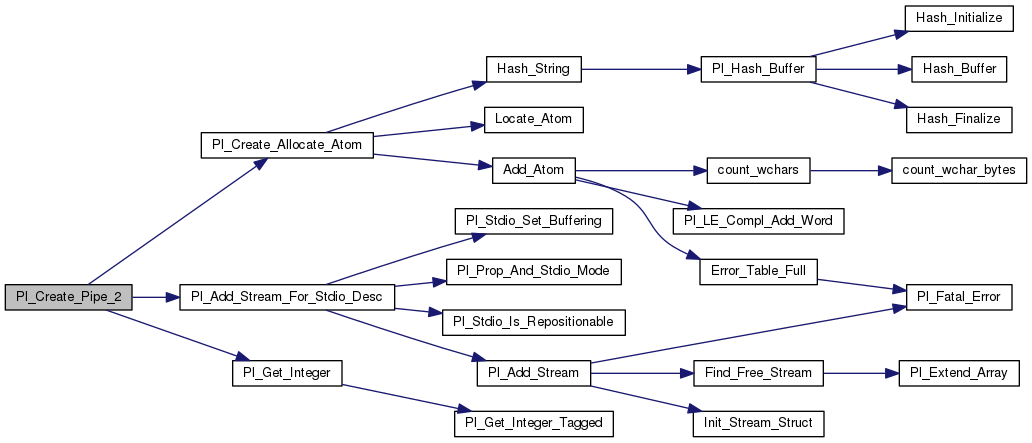 Pl_Create_Pipe_2
Pl_Create_Allocate_Atom
Pl_Add_Stream_For_Stdio_Desc
Pl_Get_Integer
Hash_String
Locate_Atom
Add_Atom
Pl_Stdio_Set_Buffering
Pl_Prop_And_Stdio_Mode
Pl_Stdio_Is_Repositionable
Pl_Add_Stream
Pl_Get_Integer_Tagged
Pl_Hash_Buffer
count_wchars
Pl_LE_Compl_Add_Word
Error_Table_Full
Find_Free_Stream
Init_Stream_Struct
Hash_Initialize
Hash_Buffer
Hash_Finalize
count_wchar_bytes
Pl_Fatal_Error
Pl_Extend_Array